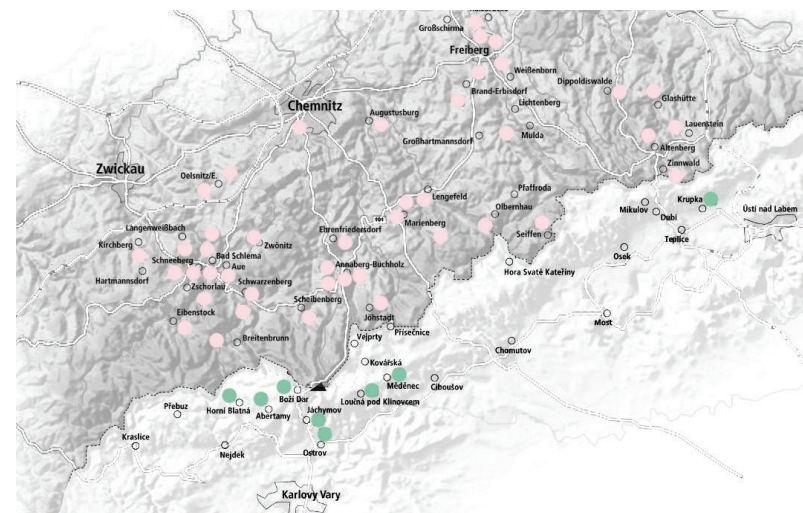 Großschirma
Freiberg
Weißenborn
Dippoldiswalde
Brand-Erbisdorf
Glashütte
Chemnitz
Lichtenberg
Augustusburg
Lauenstein
Großhartmannsdorf
Mulda
Altenberg
Zwickau
Zinnwald
Oelsnitz/E.
Pfaffroda
Lengefeld
Krupka
Mikulov
Olbernhau
Dubí
Ústí nad Labem
Marienberg
Langenweißbach
Ehrenfriedersdorf
Seiffen
Teplice
Kirchberg
Zwönitz
Osek
Bad Schlema
Schneeberg
Aue
Annaberg-Buchholz
Hora Svaté Kateřiny
Hartmannsdorf
Schwarzenberg
Zschorlau
Scheibenberg
Jöhstadt
Eibenstock
Most
Přísečnice
Breitenbrunn
Vejprty
Chomutov
Kovářská
Měděnec
Ciboušov
Boží Dar
Loučná pod Klínovcem
Přebuz
Horní Blatná
Abertamy
Jáchymov
Kraslice
Nejdek
Ostrov
Karlovy Vary